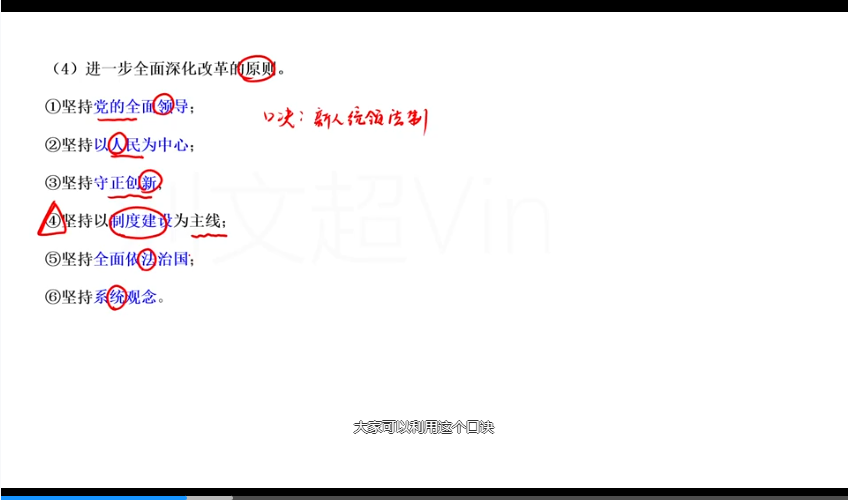 （4）进一步全面深化改革的原则。
①坚持党的全面领导；
口决：新人统领法制
②坚持以人民为中心；
③坚持守正创新；
④坚持以制度建设为主线；
⑤坚持全面依法治国；
⑥坚持系统观念。
文超Vin
大家可以利用这个口诀